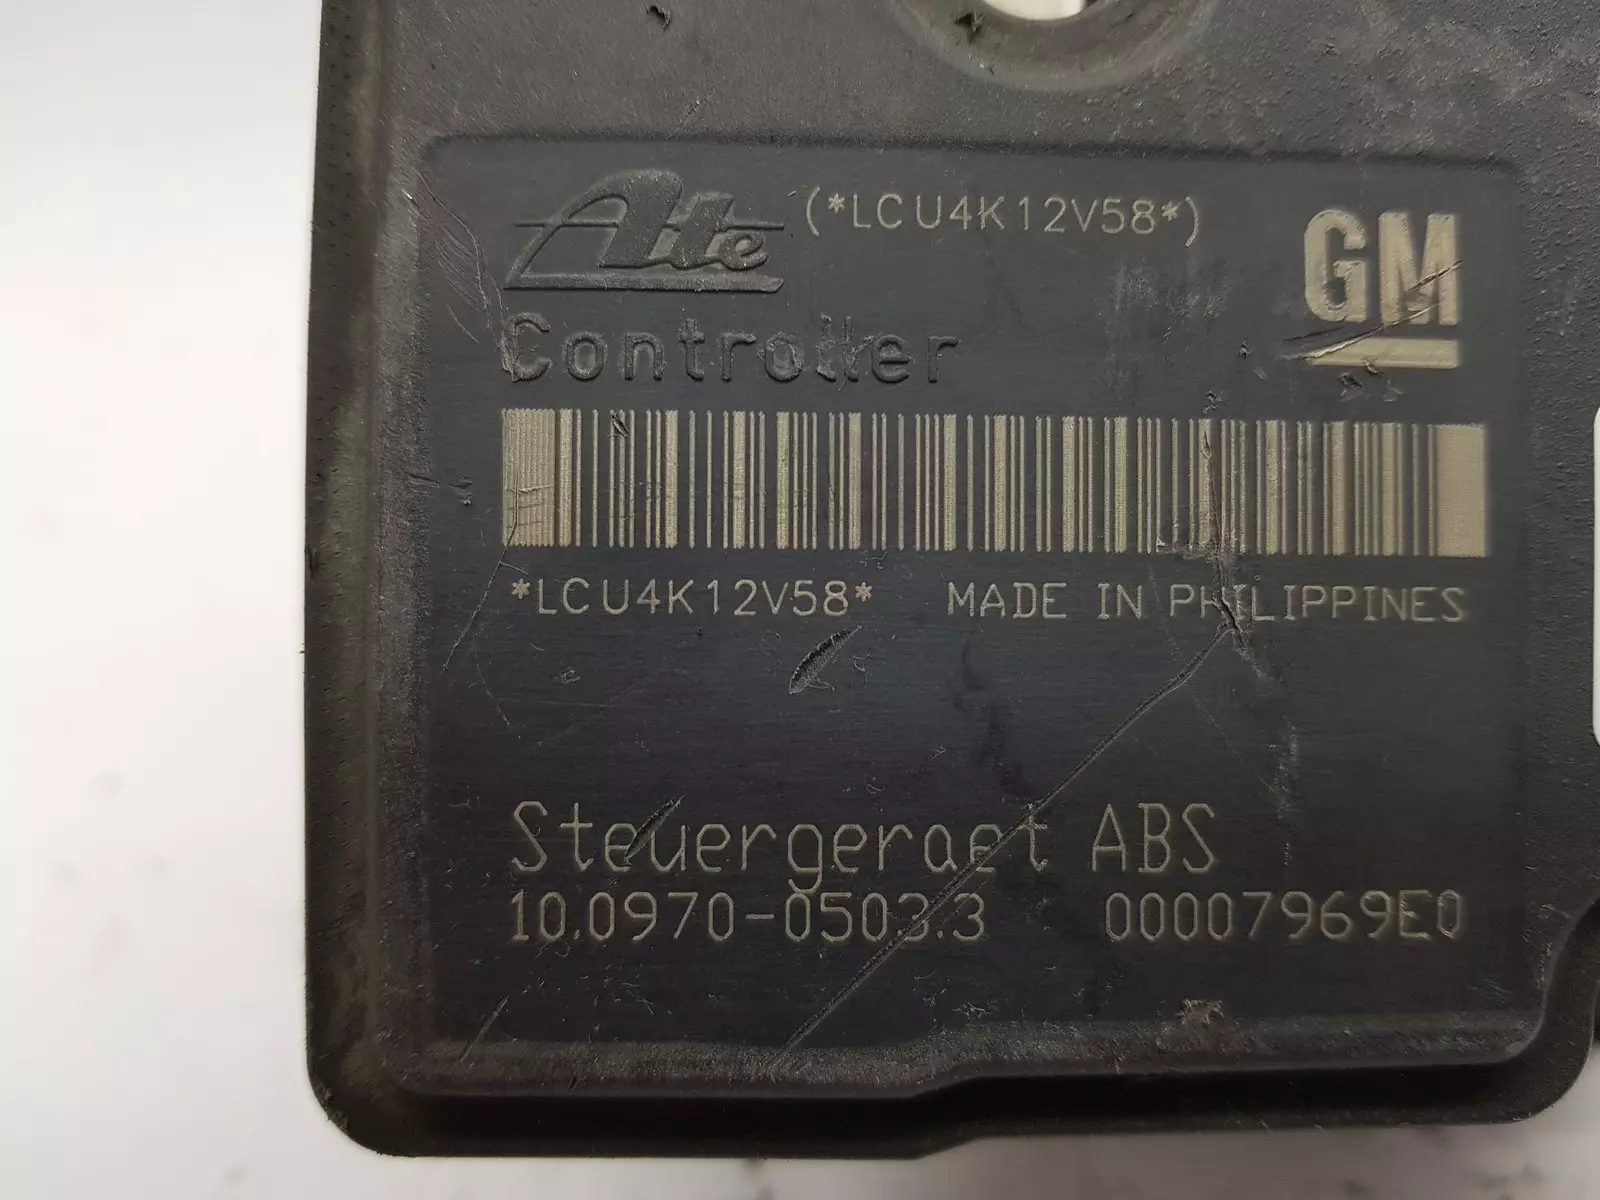 Ate (*LCU4K12V58*) GM
Controller
*LCU4K12V58* MADE IN PHILIPPINES
Steuergeraet ABS
10.0970-0503.3 00007969E0